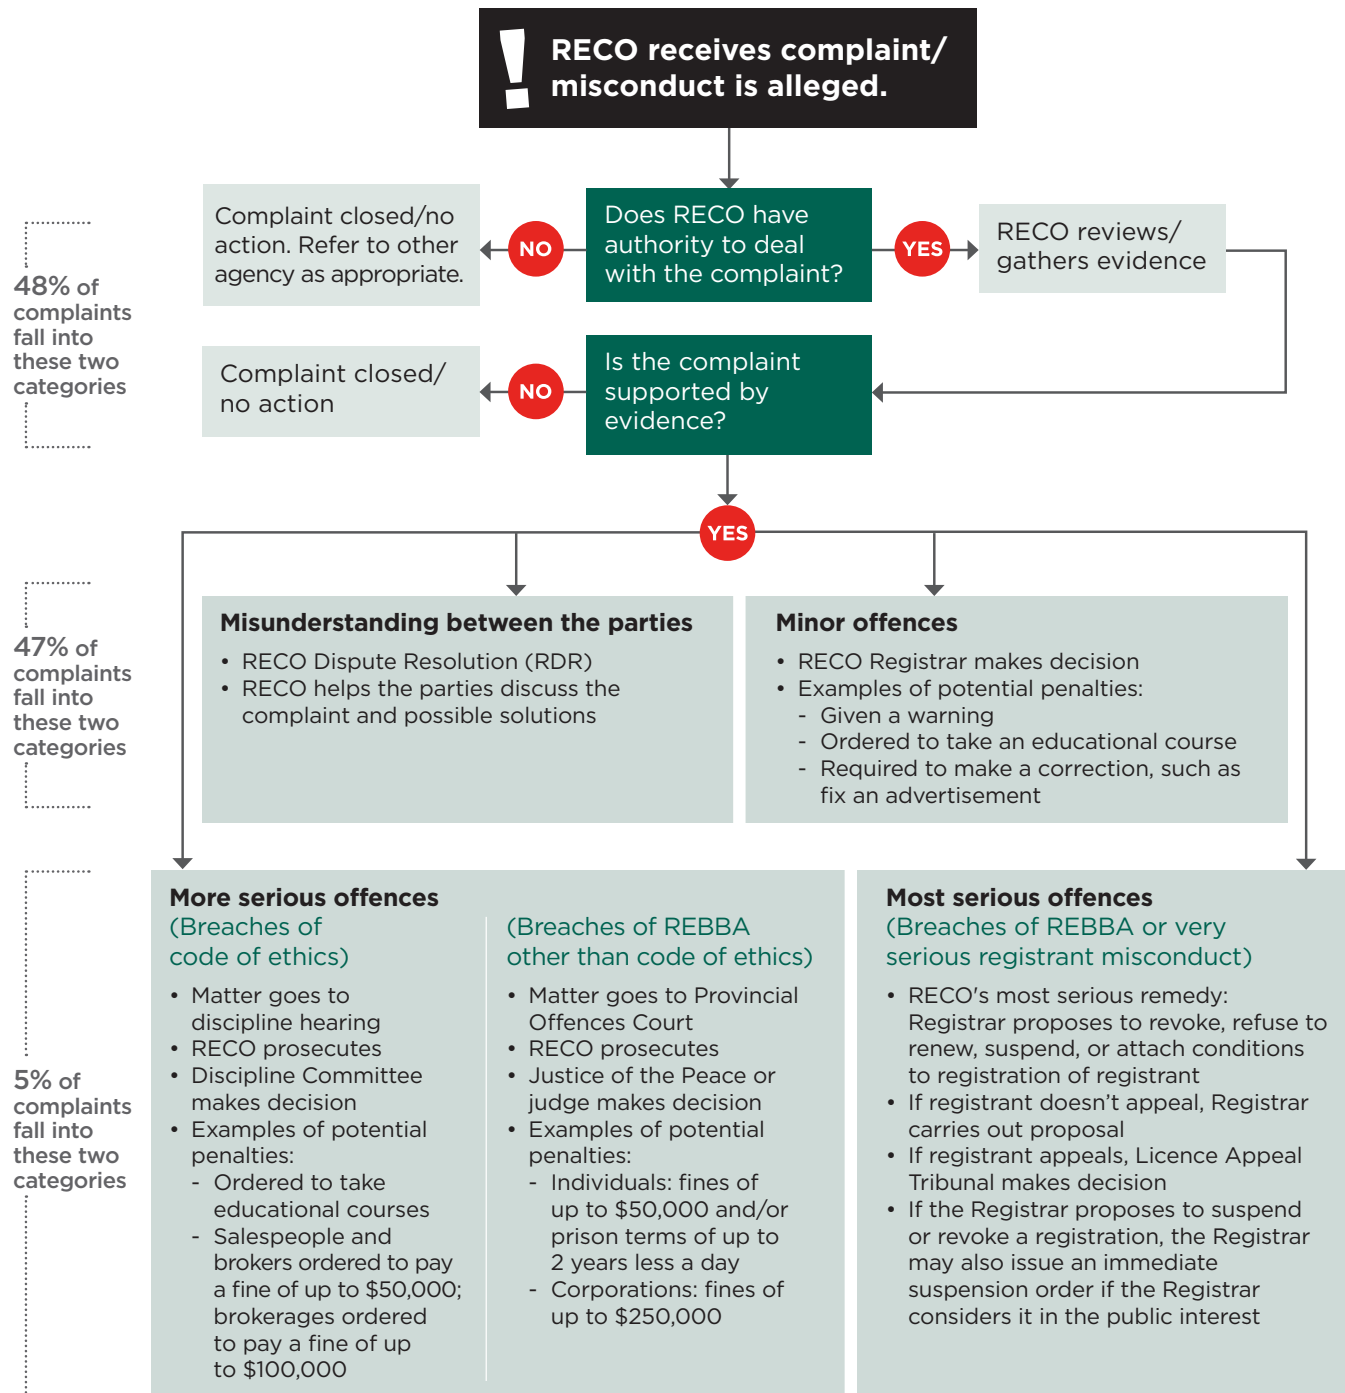 !
RECO receives complaint/
misconduct is alleged.
Complaint closed/no
action. Refer to other
agency as appropriate.
NO
Does RECO have
authority to deal
with the complaint?
YES
RECO reviews/
gathers evidence
48% of
complaints
fall into
these two
categories
Complaint closed/
no action
NO
Is the complaint
supported by
evidence?
YES
47% of
complaints
fall into
these two
categories
Misunderstanding between the parties
• RECO Dispute Resolution (RDR)
• RECO helps the parties discuss the
complaint and possible solutions
Minor offences
• RECO Registrar makes decision
• Examples of potential penalties:
- Given a warning
- Ordered to take an educational course
- Required to make a correction, such as
fix an advertisement
5% of
complaints
fall into
these two
categories
More serious offences
(Breaches of
code of ethics)
• Matter goes to
discipline hearing
• RECO prosecutes
• Discipline Committee
makes decision
• Examples of potential
penalties:
- Ordered to take
educational courses
- Salespeople and
brokers ordered to pay
a fine of up to $50,000;
brokerages ordered
to pay a fine of up
to $100,000
(Breaches of REBBA
other than code of ethics)
• Matter goes to Provincial
Offences Court
• RECO prosecutes
• Justice of the Peace or
judge makes decision
• Examples of potential
penalties:
- Individuals: fines of
up to $50,000 and/or
prison terms of up to
2 years less a day
- Corporations: fines of
up to $250,000
Most serious offences
(Breaches of REBBA or very
serious registrant misconduct)
• RECO's most serious remedy:
Registrar proposes to revoke, refuse to
renew, suspend, or attach conditions
to registration of registrant
• If registrant doesn’t appeal, Registrar
carries out proposal
• If registrant appeals, Licence Appeal
Tribunal makes decision
• If the Registrar proposes to suspend
or revoke a registration, the Registrar
may also issue an immediate
suspension order if the Registrar
considers it in the public interest